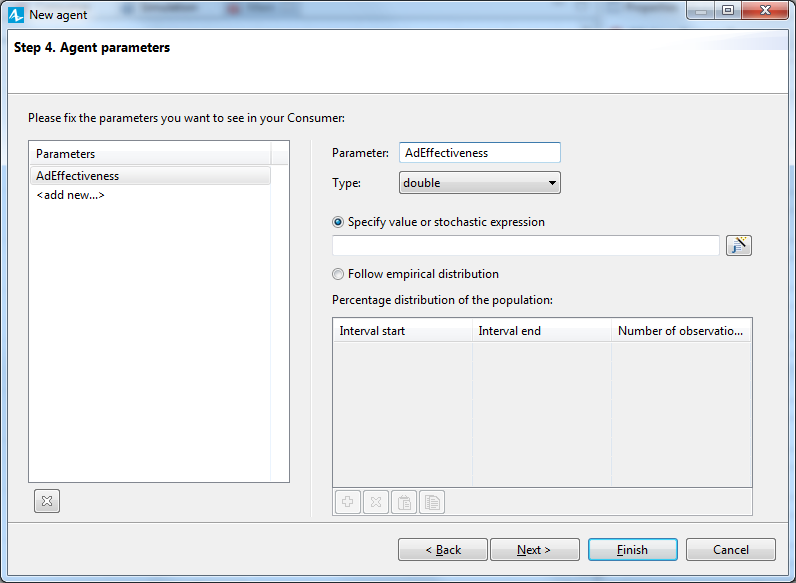 New agent
Step 4. Agent parameters
Please fix the parameters you want to see in your Consumer:
Parameters
AdEffectiveness
<add new...>
Parameter: AdEffectiveness
Type: double
Specify value or stochastic expression
Follow empirical distribution
Percentage distribution of the population:
Interval start Interval end Number of observatio...
< Back Next > Finish Cancel